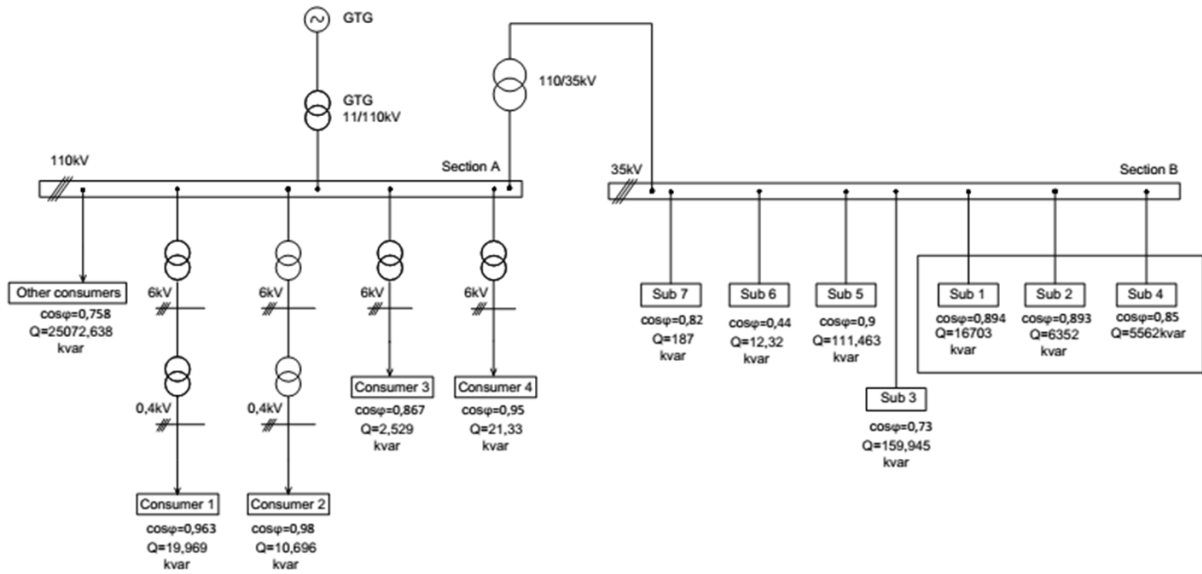 GTG
GTG
11/110kV
110/35kV
110kV
Section A
35kV
Section B
Other consumers
cosφ=0,758
Q=25072,638
kvar
6kV
6kV
6kV
6kV
0,4kV
0,4kV
Consumer 1
cosφ=0,963
Q=19,969
kvar
Consumer 2
cosφ=0,98
Q=10,696
kvar
Consumer 3
cosφ=0,867
Q=2,529
kvar
Consumer 4
cosφ=0,95
Q=21,33
kvar
Sub 7
cosφ=0,82
Q=187
kvar
Sub 6
cosφ=0,44
Q=12,32
kvar
Sub 5
cosφ=0,9
Q=111,463
kvar
Sub 3
cosφ=0,73
Q=159,945
kvar
Sub 1
cosφ=0,894
Q=16703
kvar
Sub 2
cosφ=0,893
Q=6352
kvar
Sub 4
cosφ=0,85
Q=5562kvar